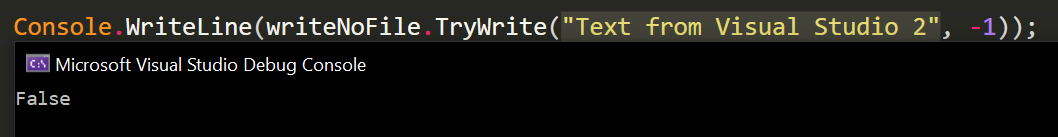 Console.WriteLine(writeNoFile.TryWrite("Text from Visual Studio 2", -1));
C:\ Microsoft Visual Studio Debug Console
False